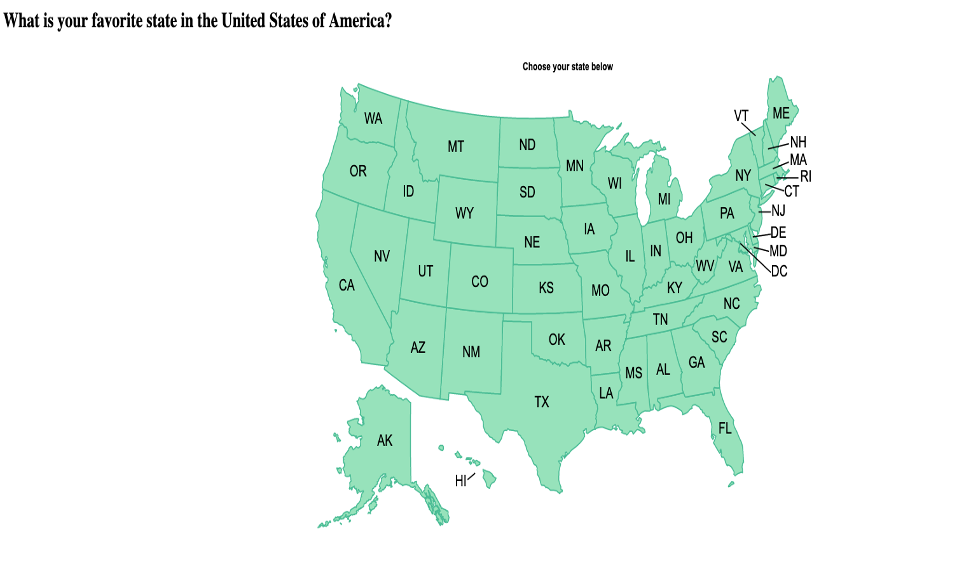 What is your favorite state in the United States of America?
Choose your state below
WA
MT
ND
MN
VT
ME
NH
MA
RI
CT
OR
ID
SD
WI
MI
NY
WY
NJ
PA
IA
NE
OH
DE
MD
DC
NV
UT
CO
IL
IN
WV
VA
CA
KS
MO
KY
NC
TN
AZ
NM
OK
AR
SC
MS
AL
GA
TX
LA
FL
AK
HI